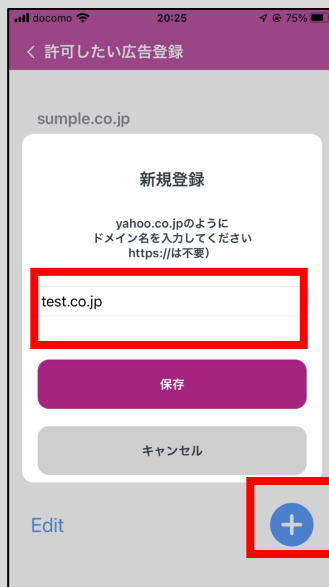 docomo 20:25 75%
許可したい広告登録
sumple.co.jp
新規登録
yahoo.co.jpのように
ドメイン名を入力してください
https://は不要)
test.co.jp
保存
キャンセル
Edit